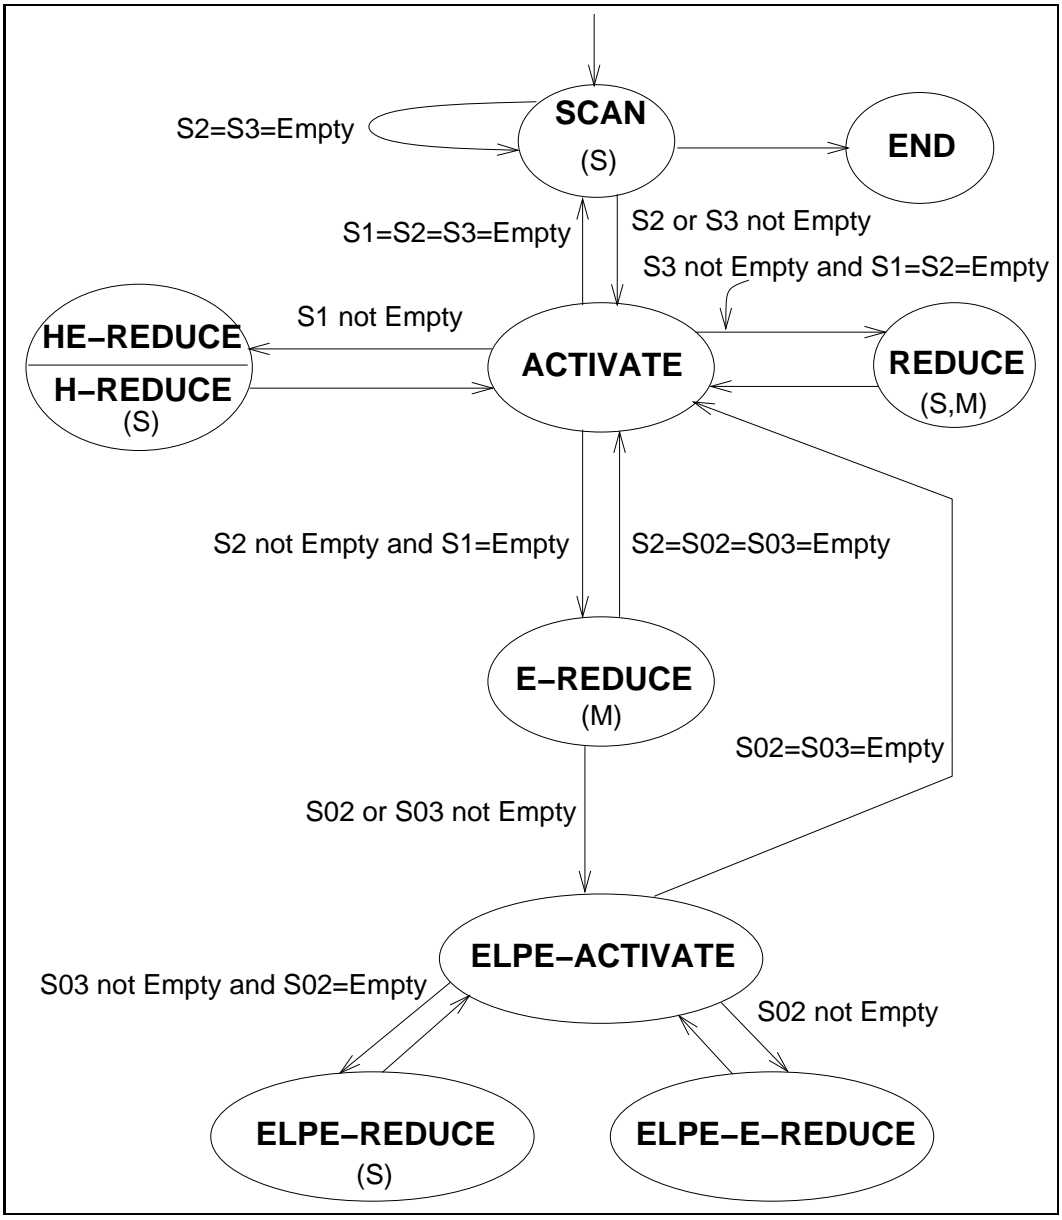 SCAN
(S)
S2=S3=Empty
END
S1=S2=S3=Empty
S2 or S3 not Empty
S3 not Empty and S1=S2=Empty
S1 not Empty
HE−REDUCE
H−REDUCE
(S)
ACTIVATE
REDUCE
(S,M)
S2 not Empty and S1=Empty
S2=S02=S03=Empty
E−REDUCE
(M)
S02=S03=Empty
S02 or S03 not Empty
ELPE−ACTIVATE
S03 not Empty and S02=Empty
S02 not Empty
ELPE−REDUCE
(S)
ELPE−E−REDUCE